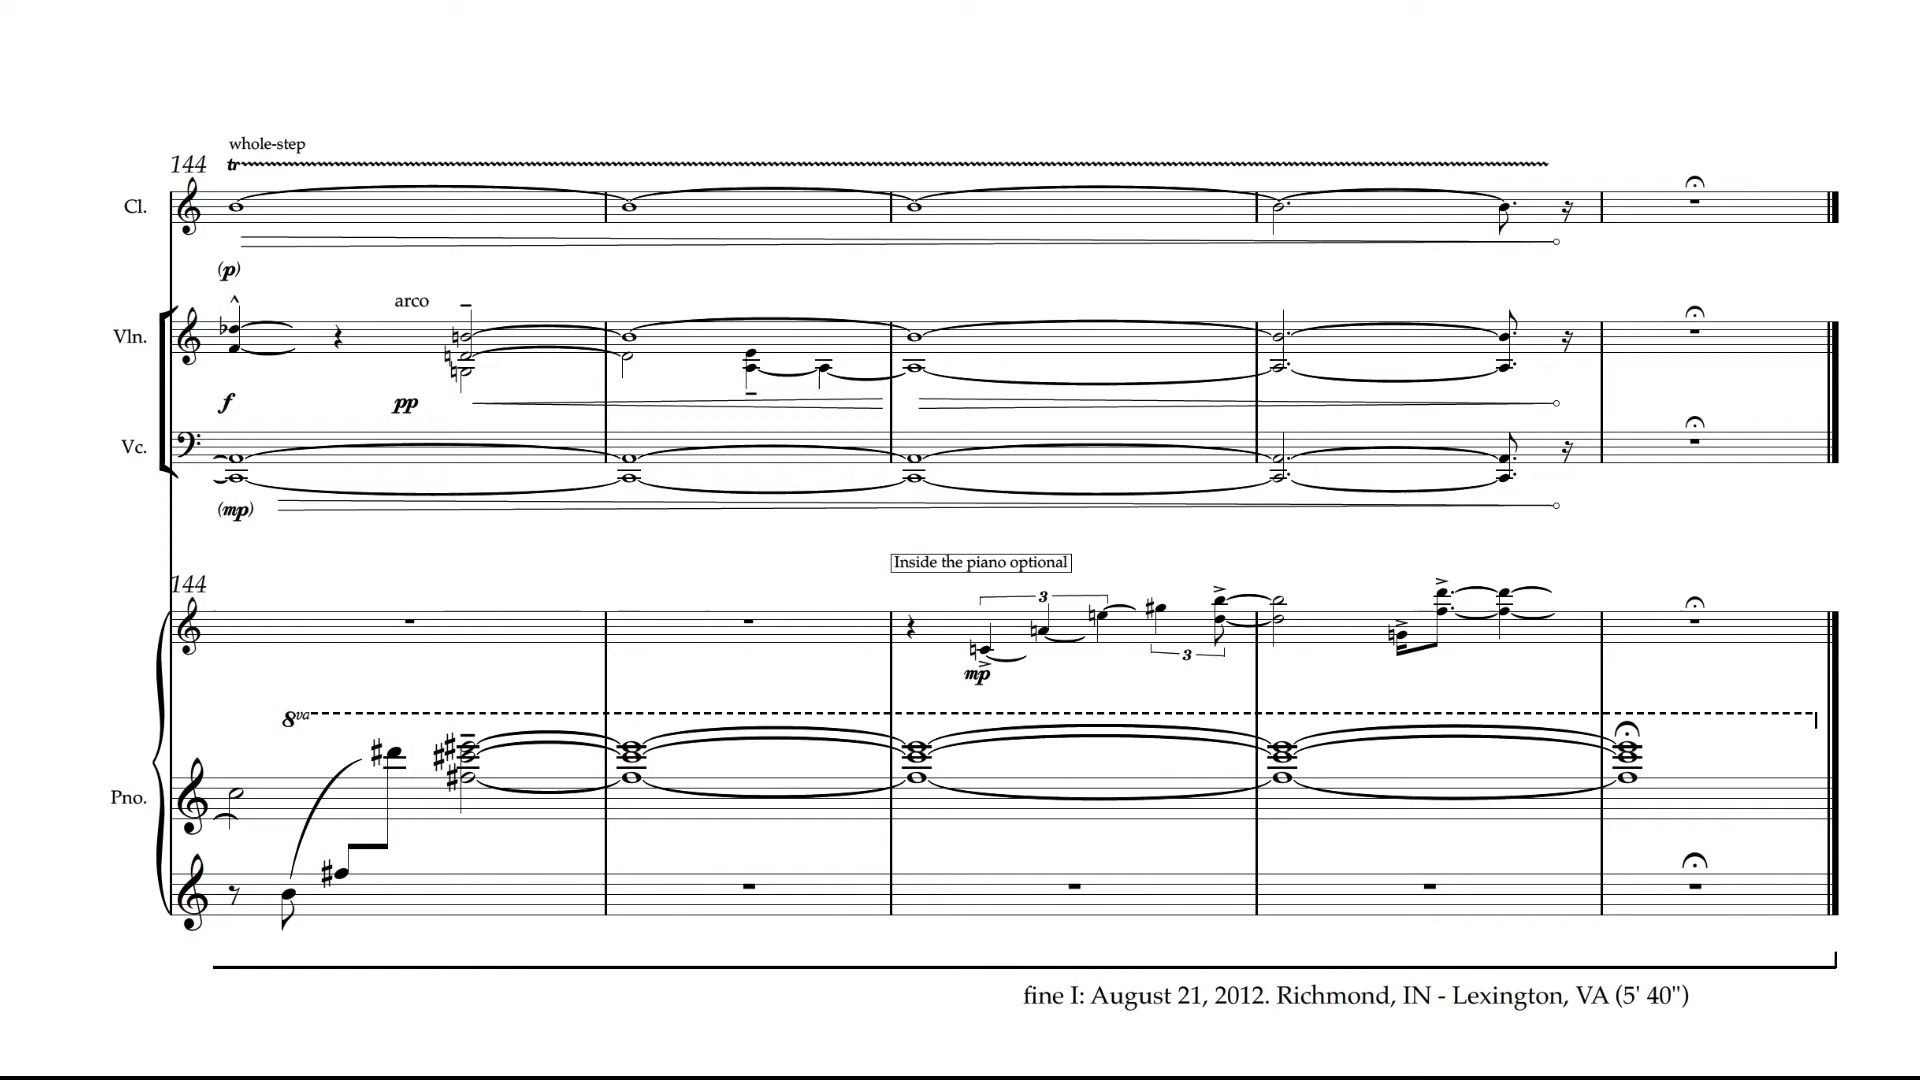 whole-step
144 tr
Cl.
(p)
arco
Vln.
f pp
Vc.
(mp)
Inside the piano optional
144
3
3
mp
8va
Pno.
fine I: August 21, 2012. Richmond, IN - Lexington, VA (5' 40")